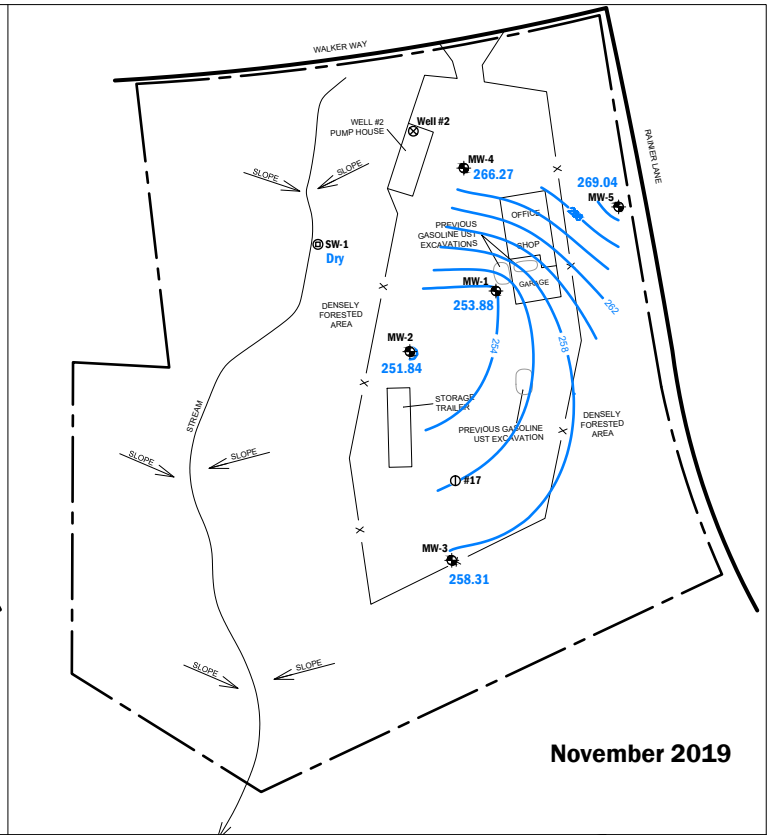 WALKER WAY
RAINIER LANE
WELL #2
PUMP HOUSE
Well #2
SLOPE
SLOPE
MW-4
266.27
269.04
MW-5
OFFICE
PREVIOUS
GASOLINE UST
EXCAVATIONS
SHOP
SW-1
Dry
X
X
X
MW-1
GARAGE
253.88
262
DENSELY
FORESTED
AREA
MW-2
251.84
254
258
X
STORAGE
TRAILER
STREAM
DENSELY
FORESTED
AREA
PREVIOUS GASOLINE
UST EXCAVATION
X
SLOPE
SLOPE
#17
X
MW-3
258.31
SLOPE
SLOPE
November 2019